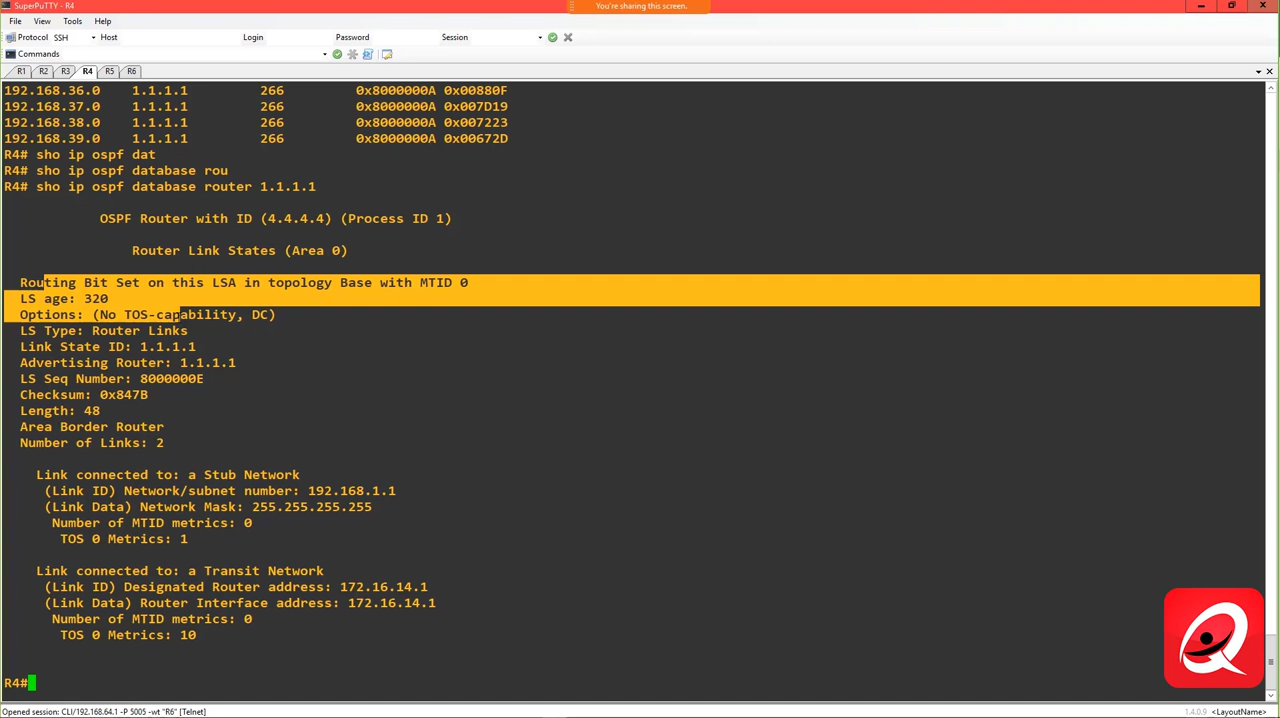 SuperPuTTY - R4
You're sharing this screen.
File View Tools Help
Protocol SSH Host Login Password Session
Commands
R1 R2 R3 R4 R5 R6
192.168.36.0 1.1.1.1 266 0x8000000A 0x00880F
192.168.37.0 1.1.1.1 266 0x8000000A 0x007D19
192.168.38.0 1.1.1.1 266 0x8000000A 0x007223
192.168.39.0 1.1.1.1 266 0x8000000A 0x00672D
R4# sho ip ospf dat
R4# sho ip ospf database rou
R4# sho ip ospf database router 1.1.1.1
OSPF Router with ID (4.4.4.4) (Process ID 1)
Router Link States (Area 0)
Routing Bit Set on this LSA in topology Base with MTID 0
LS age: 320
Options: (No TOS-capability, DC)
LS Type: Router Links
Link State ID: 1.1.1.1
Advertising Router: 1.1.1.1
LS Seq Number: 8000000E
Checksum: 0x847B
Length: 48
Area Border Router
Number of Links: 2
Link connected to: a Stub Network
(Link ID) Network/subnet number: 192.168.1.1
(Link Data) Network Mask: 255.255.255.255
Number of MTID metrics: 0
TOS 0 Metrics: 1
Link connected to: a Transit Network
(Link ID) Designated Router address: 172.16.14.1
(Link Data) Router Interface address: 172.16.14.1
Number of MTID metrics: 0
TOS 0 Metrics: 10
R4#
Opened session: CLI/192.168.64.1 -P 5005 -wt "R6" [Telnet]
1.4.0.9 <LayoutName>